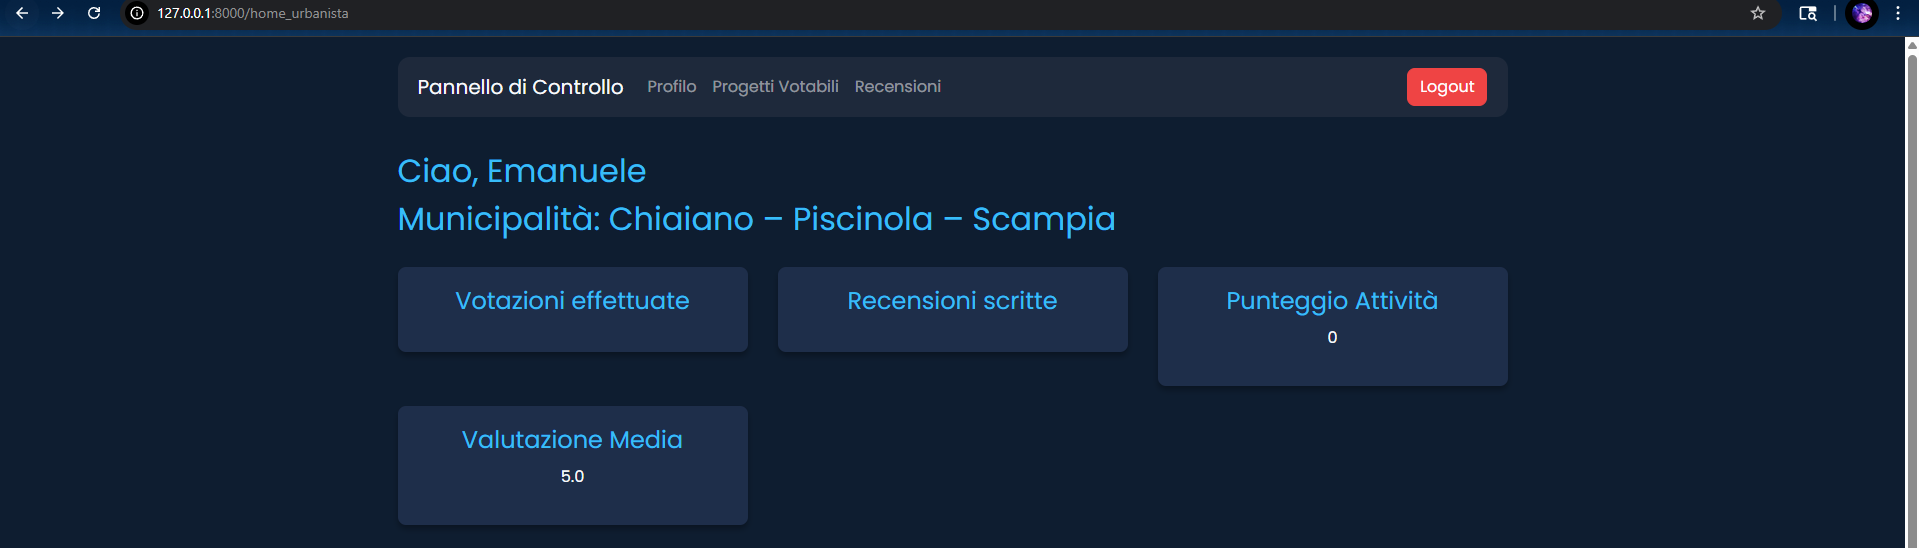 127.0.0.1:8000/home_urbanista
Pannello di Controllo Profilo Progetti Votabili Recensioni Logout
Ciao, Emanuele
Municipalità: Chiaiano – Piscinola – Scampia
Votazioni effettuate
Recensioni scritte
Punteggio Attività
0
Valutazione Media
5.0